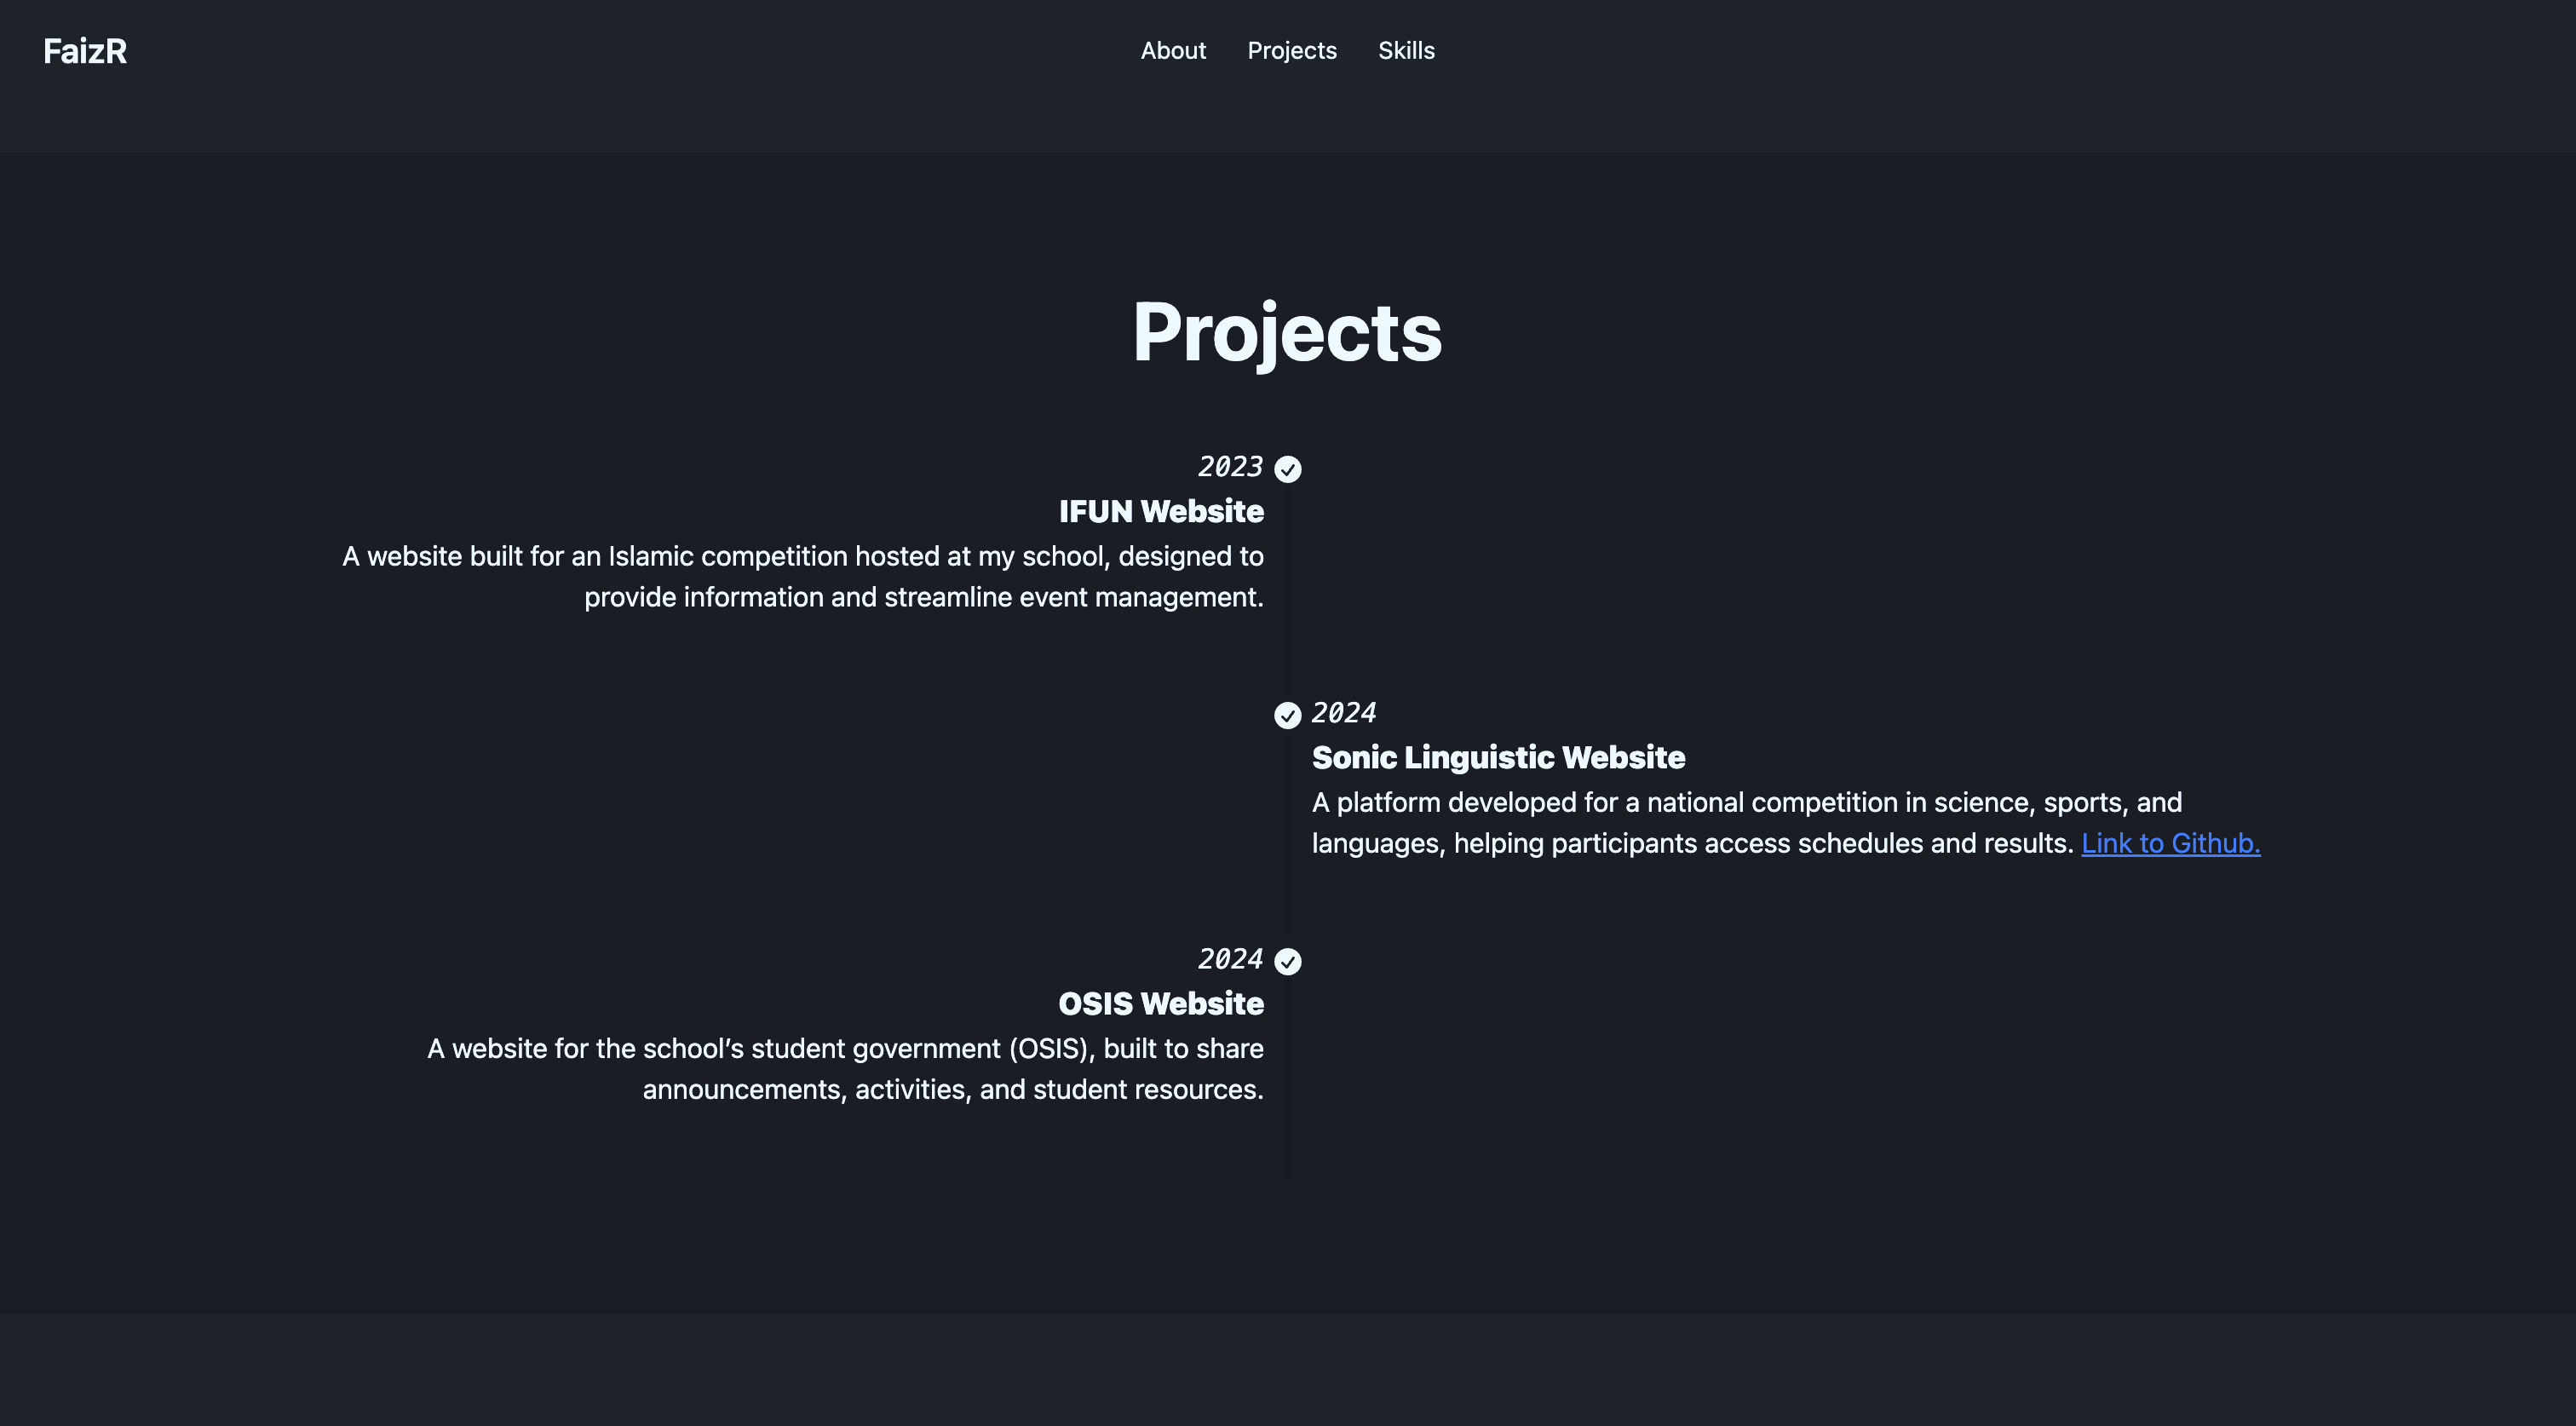 FaizR
About
Projects
Skills
Projects
2023
IFUN Website
A website built for an Islamic competition hosted at my school, designed to
provide information and streamline event management.
2024
Sonic Linguistic Website
A platform developed for a national competition in science, sports, and
languages, helping participants access schedules and results. Link to Github.
2024
OSIS Website
A website for the school’s student government (OSIS), built to share
announcements, activities, and student resources.